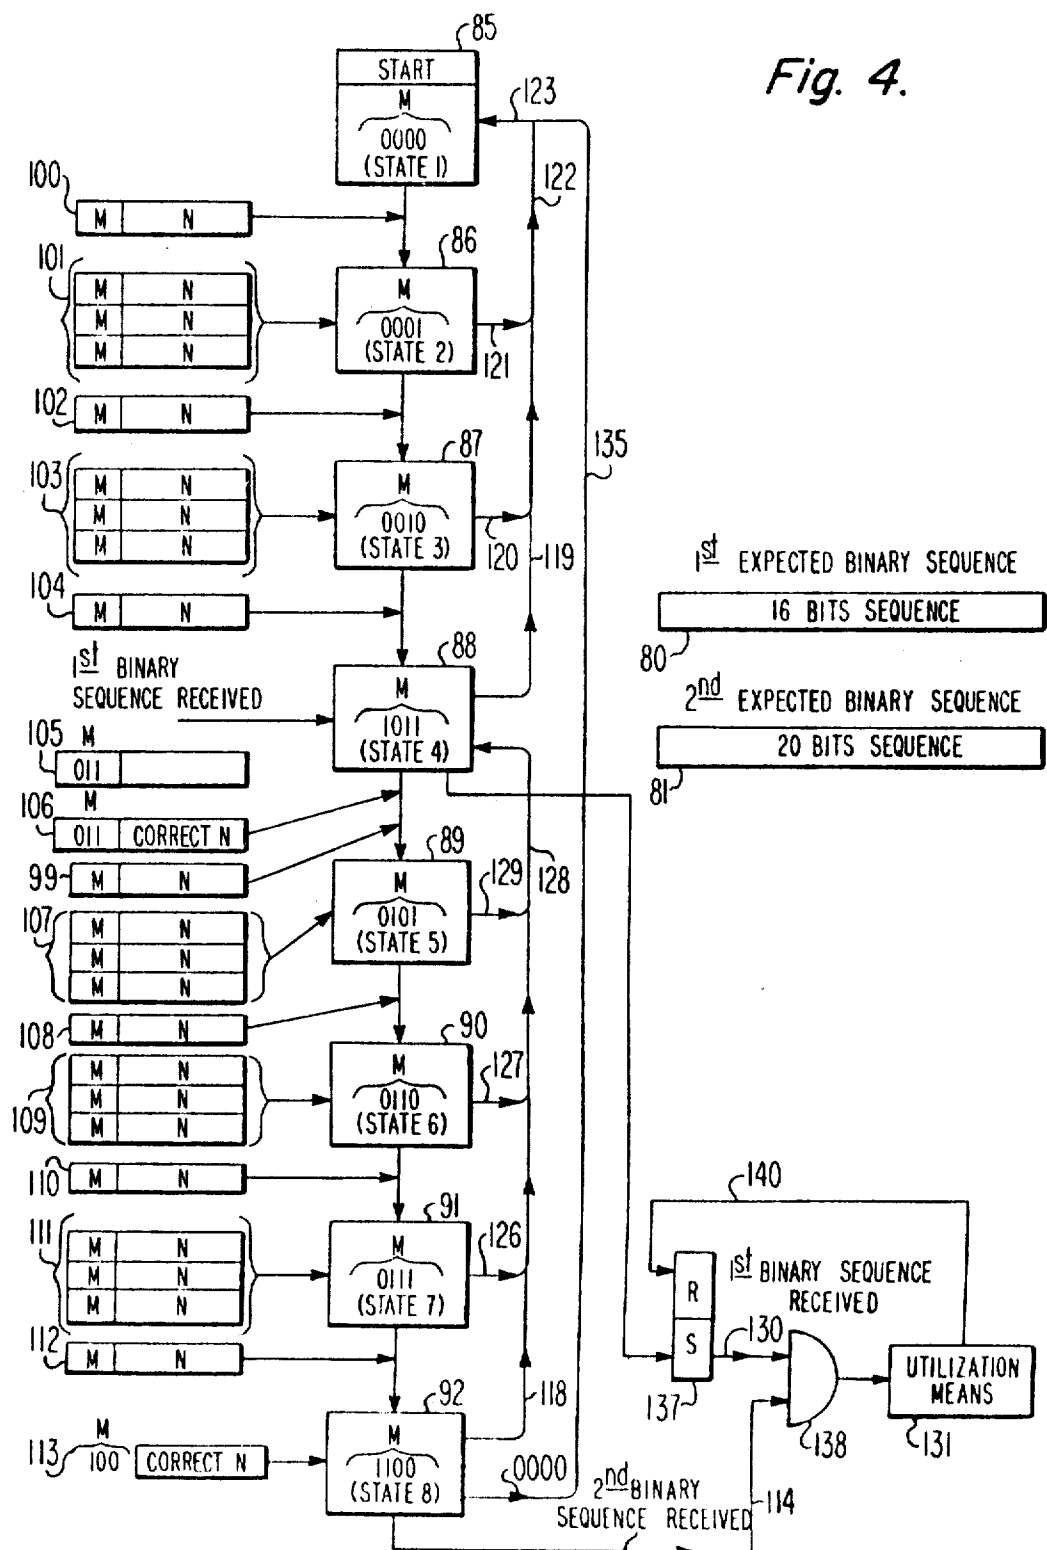 Fig. 4.
85
START
M
0000
(STATE 1)
123
122
100
M N
86
101
M N
M N
M N
M
0001
(STATE 2)
121
102
M N
135
87
103
M N
M N
M N
M
0010
(STATE 3)
120
119
104
M N
1st EXPECTED BINARY SEQUENCE
16 BITS SEQUENCE
80
2nd EXPECTED BINARY SEQUENCE
20 BITS SEQUENCE
81
88
1st BINARY
SEQUENCE RECEIVED
M
1011
(STATE 4)
105
M
011
106
M
011 CORRECT N
99
M N
89
128
129
107
M N
M N
M N
M
0101
(STATE 5)
108
M N
90
109
M N
M N
M N
M
0110
(STATE 6)
127
110
M N
91
111
M N
M N
M N
M
0111
(STATE 7)
126
112
M N
140
R
S
137
1st BINARY SEQUENCE
RECEIVED
130
138
UTILIZATION
MEANS
131
92
118
113
M
100
CORRECT N
M
1100
(STATE 8)
0000
2nd BINARY
SEQUENCE RECEIVED
114